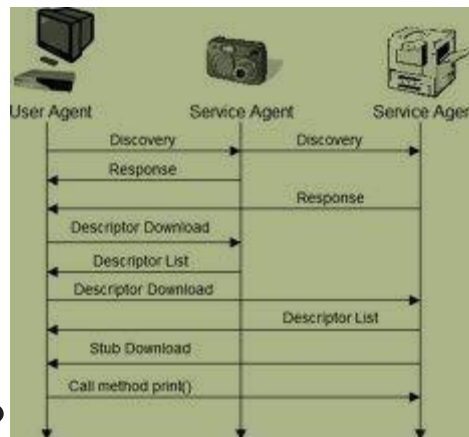 User Agent
Service Agent
Service Agen
Discovery
Discovery
Response
Response
Descriptor Download
Descriptor List
Descriptor Download
Descriptor List
Stub Download
Call method print()